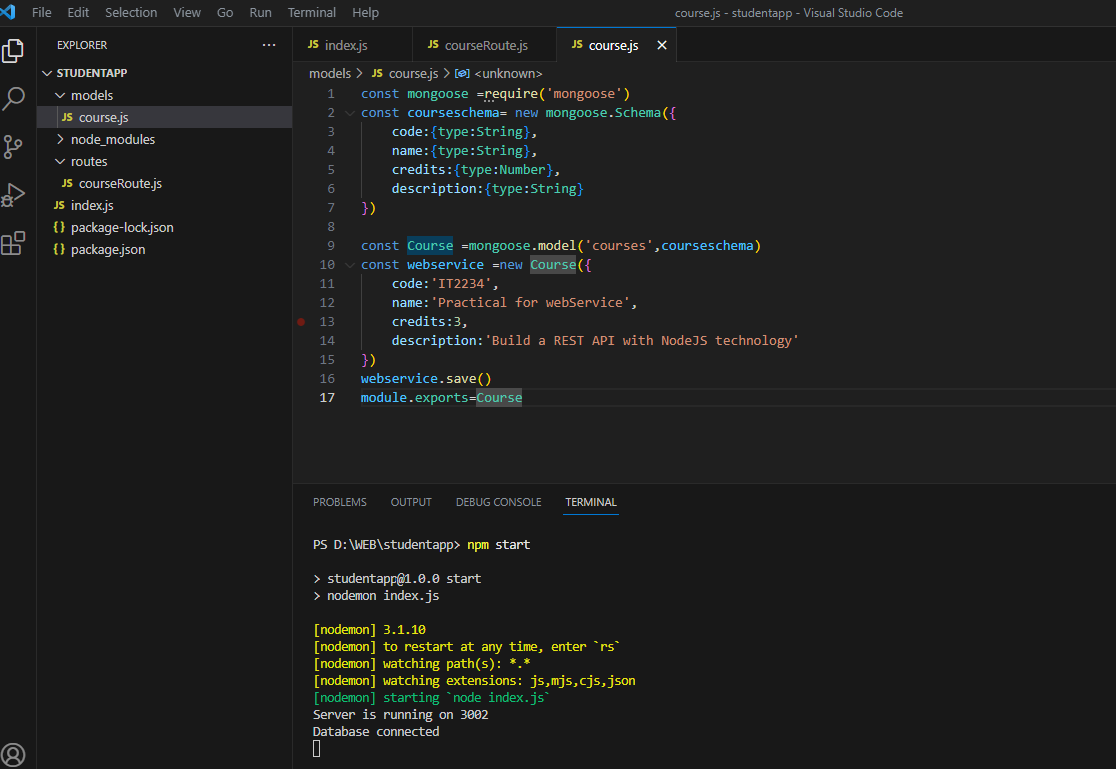 File Edit Selection View Go Run Terminal Help
course.js - studentapp - Visual Studio Code
EXPLORER ...
STUDENTAPP
models
JS course.js
node_modules
routes
JS courseRoute.js
JS index.js
{} package-lock.json
{} package.json
JS index.js JS courseRoute.js JS course.js
models > JS course.js > <unknown>
1 const mongoose =require('mongoose')
2 const courseschema= new mongoose.Schema({
3 code:{type:String},
4 name:{type:String},
5 credits:{type:Number},
6 description:{type:String}
7 })
8
9 const Course =mongoose.model('courses',courseschema)
10 const webservice =new Course({
11 code:'IT2234',
12 name:'Practical for webService',
13 credits:3,
14 description:'Build a REST API with NodeJS technology'
15 })
16 webservice.save()
17 module.exports=Course
PROBLEMS OUTPUT DEBUG CONSOLE TERMINAL
PS D:\WEB\studentapp> npm start
> studentapp@1.0.0 start
> nodemon index.js
[nodemon] 3.1.10
[nodemon] to restart at any time, enter `rs`
[nodemon] watching path(s): *.*
[nodemon] watching extensions: js,mjs,cjs,json
[nodemon] starting `node index.js`
Server is running on 3002
Database connected